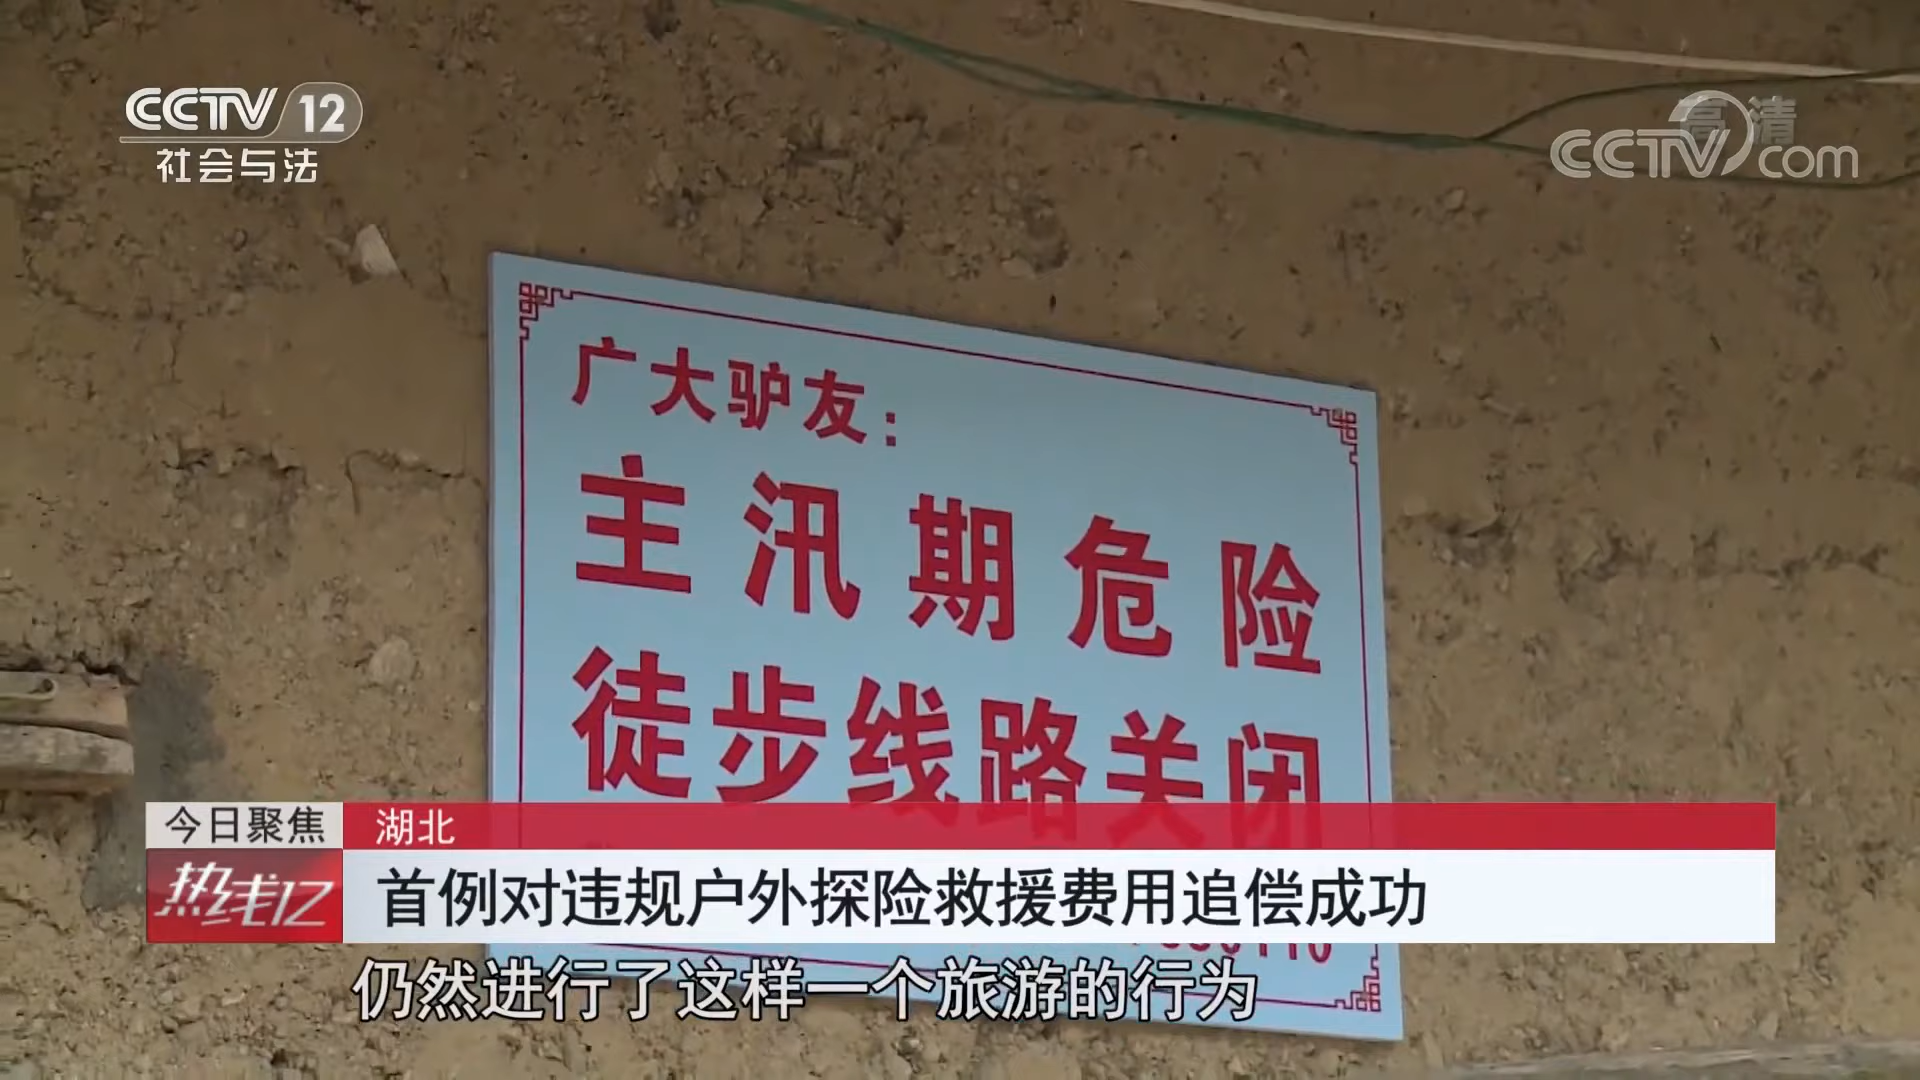 CCTV 12
社会与法
高清
CCTV.com
广大驴友：
主汛期危险
徒步线路关闭
今日聚焦
湖北
热线12
首例对违规户外探险救援费用追偿成功
仍然进行了这样一个旅游的行为